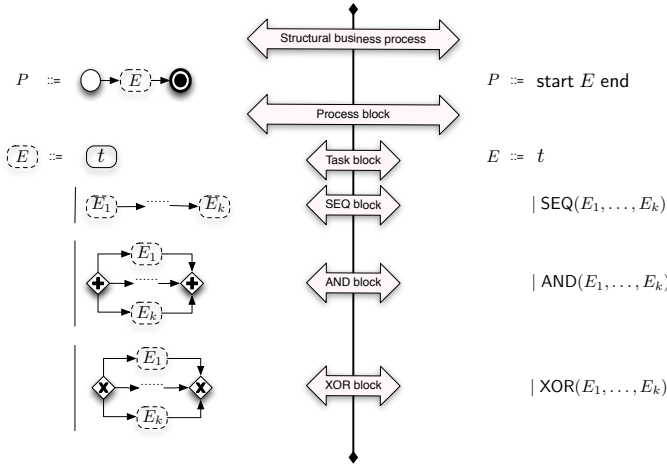 Structural business process
P ::= E P ::= start E end
Process block
E ::= t Task block E ::= t
E₁ ...... Eₖ SEQ block | SEQ(E₁, . . . , Eₖ)
E₁
...... AND block | AND(E₁, . . . , Eₖ)
Eₖ
E₁
...... XOR block | XOR(E₁, . . . , Eₖ)
Eₖ